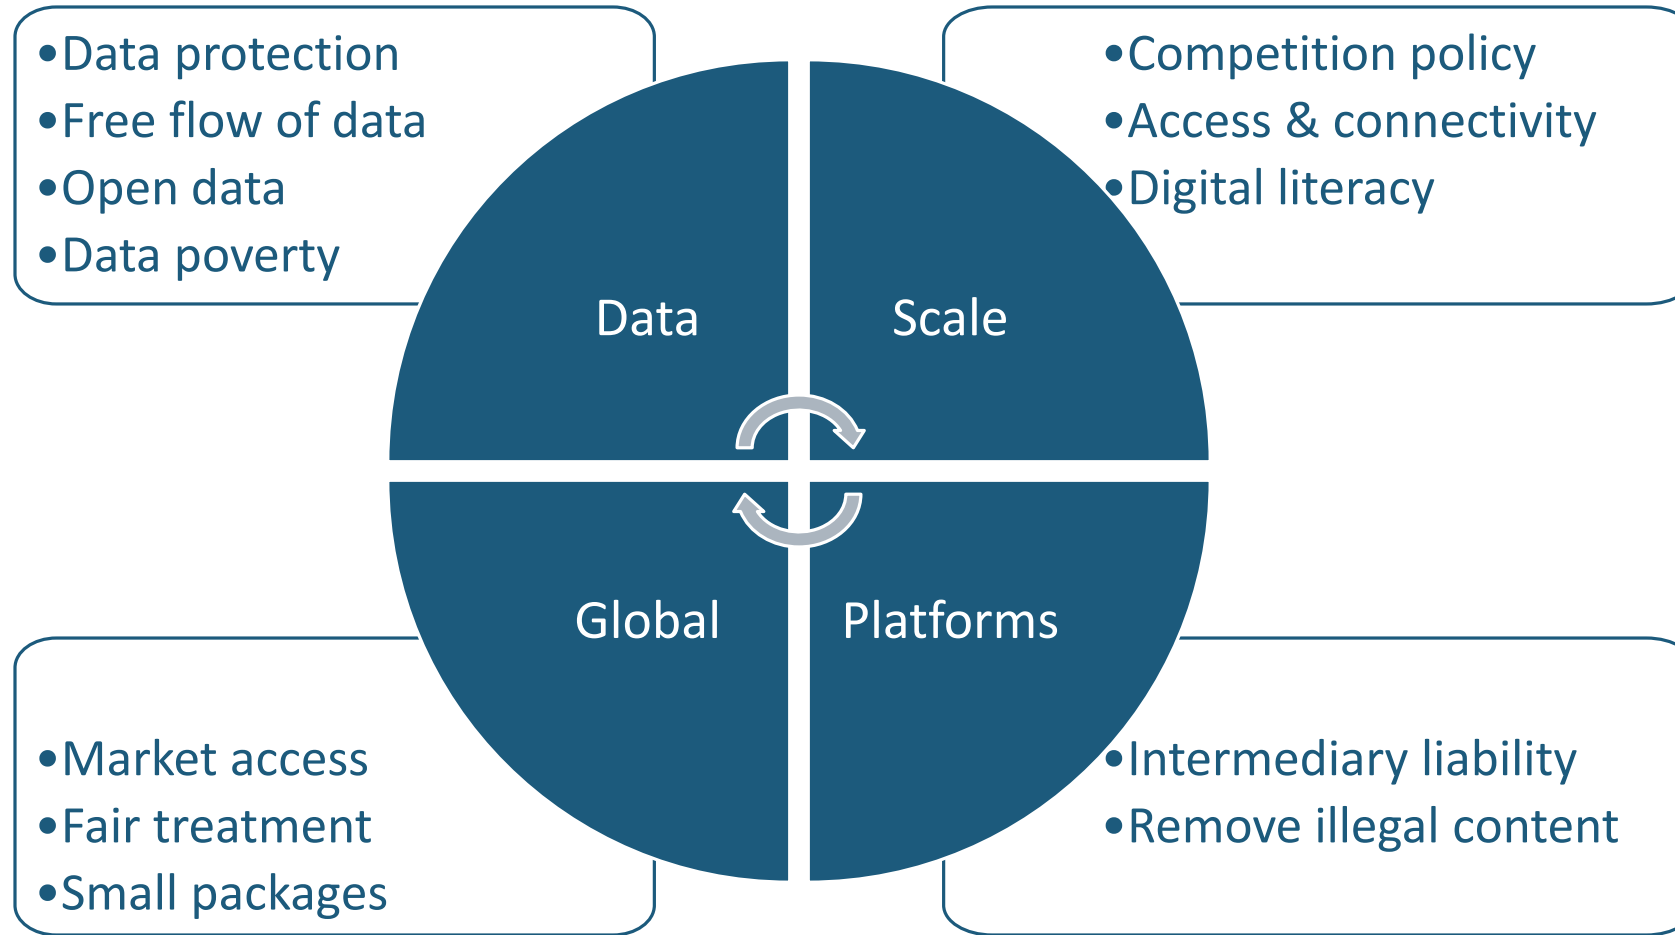 •Data protection
•Free flow of data
•Open data
•Data poverty
•Competition policy
•Access & connectivity
•Digital literacy
Data
Scale
Global
Platforms
•Market access
•Fair treatment
•Small packages
•Intermediary liability
•Remove illegal content